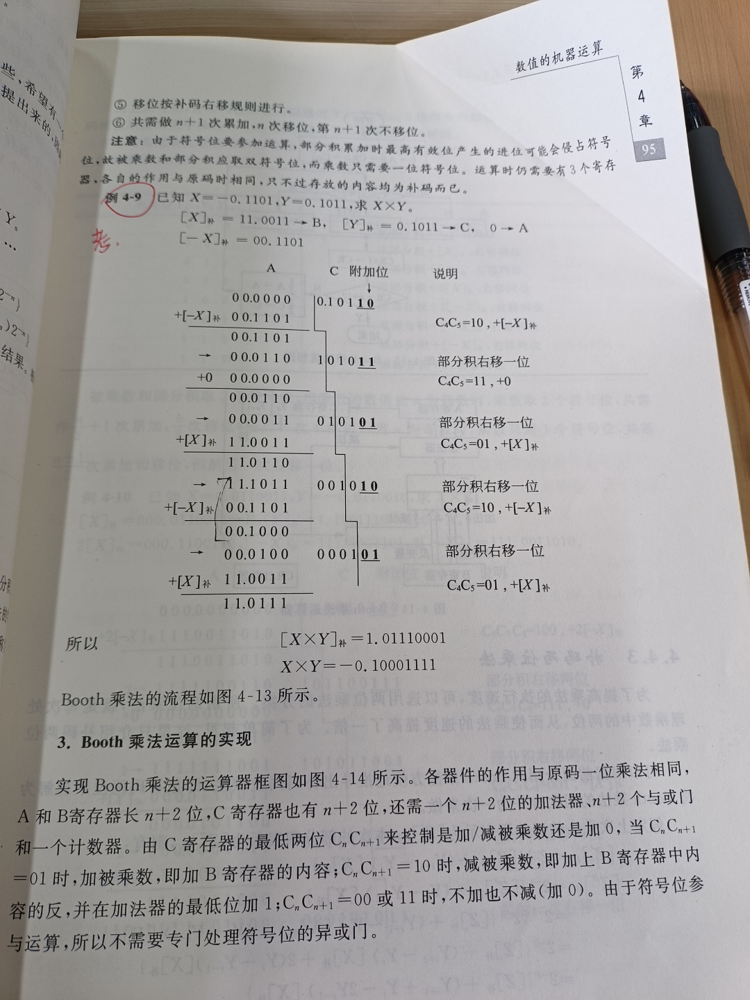 数值的机器运算
第
4
章
95
些，希望有一
提出来的，因
⑤ 移位按补码右移规则进行。
⑥ 共需做 n+1 次累加，n 次移位，第 n+1 次不移位。
注意：由于符号位要参加运算，部分积累加时最高有效位产生的进位可能会侵占符号
位，故被乘数和部分积应取双符号位，而乘数只需要一位符号位。运算时仍需要有 3 个寄存
器，各自的作用与原码时相同，只不过存放的内容均为补码而已。
例 4-9 已知 X=-0.1101，Y=0.1011，求 X×Y。
[X]补 = 11.0011→B， [Y]补 = 0.1011→C， 0→A
考.
[-X]补 = 00.1101
A C 附加位 说明
↓
00.0000 0.101110
+[-X]补 00.1101 C₄C₅=10，+[-X]补
00.1101
→ 00.0110 101011 部分积右移一位
+0 00.0000 C₄C₅=11，+0
00.0110
→ 00.0011 010101 部分积右移一位
+[X]补 11.0011 C₄C₅=01，+[X]补
11.0110
→ 11.1011 001010 部分积右移一位
+[-X]补 00.1101 C₄C₅=10，+[-X]补
00.1000
→ 00.0100 000101 部分积右移一位
+[X]补 11.0011 C₄C₅=01，+[X]补
11.0111
所以 [X×Y]补=1.01110001
X×Y=-0.10001111
Booth 乘法的流程如图 4-13 所示。
3. Booth 乘法运算的实现
实现 Booth 乘法的运算器框图如图 4-14 所示。各器件的作用与原码一位乘法相同，
A 和 B寄存器长 n+2 位，C 寄存器也有 n+2 位，还需一个 n+2 位的加法器、n+2 个与或门
和一个计数器。由 C 寄存器的最低两位 CₙCₙ₊₁来控制是加/减被乘数还是加 0，当 CₙCₙ₊₁
=01 时，加被乘数，即加 B 寄存器的内容；CₙCₙ₊₁=10 时，减被乘数，即加上 B 寄存器中内
容的反，并在加法器的最低位加 1；CₙCₙ₊₁=00 或 11 时，不加也不减(加 0)。由于符号位参
与运算，所以不需要专门处理符号位的异或门。